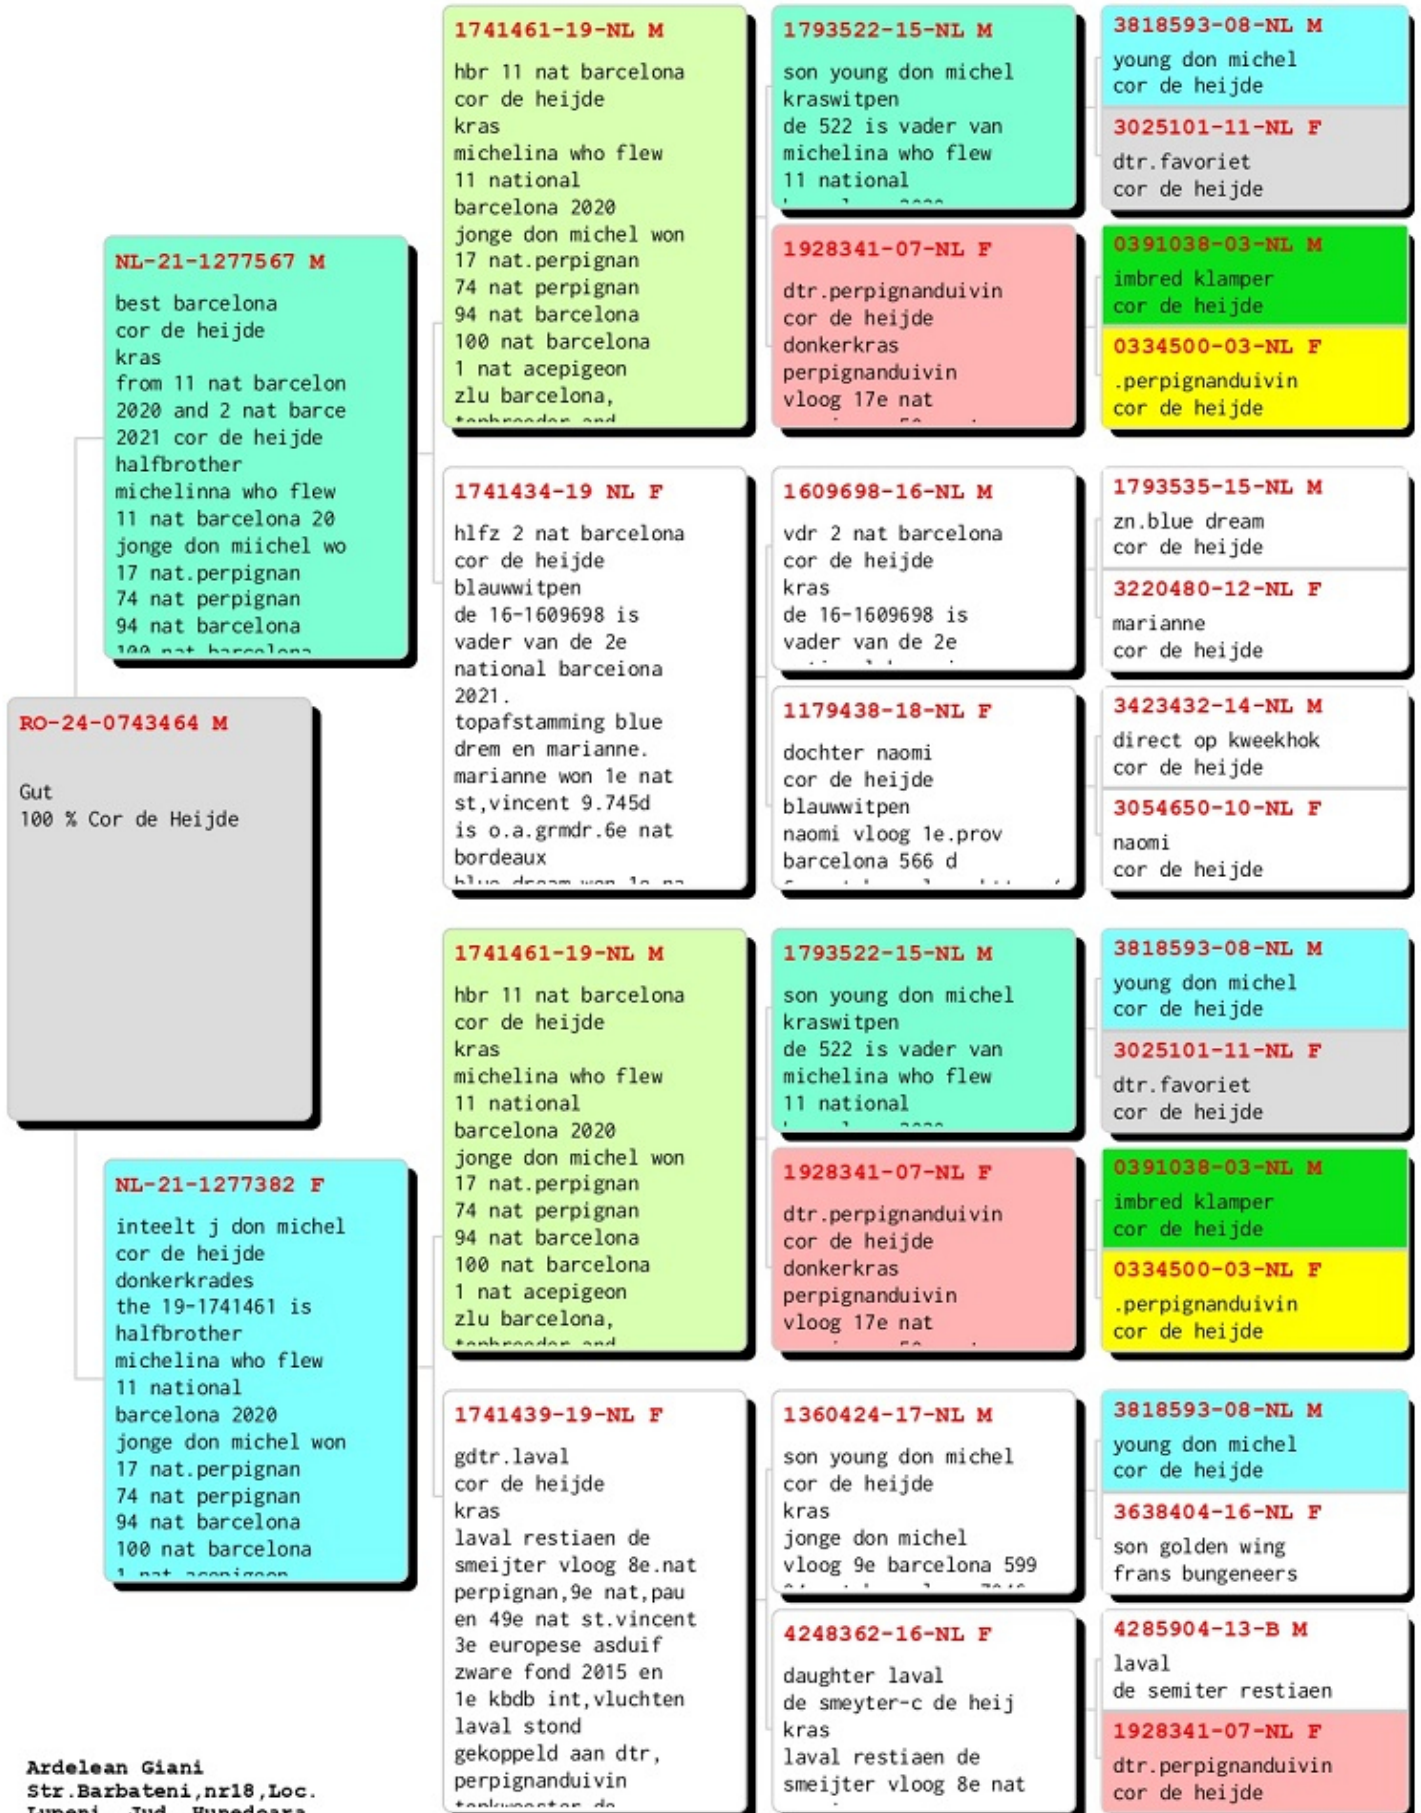 RO-24-0743464 M
Gut
100 % Cor de Heijde
NL-21-1277567 M
best barcelona
cor de heijde
kras
from 11 nat barcelon
2020 and 2 nat barce
2021 cor de heijde
halfbrother
michelinna who flew
11 nat barcelona 20
jonge don miichel wo
17 nat.perpignan
74 nat perpignan
94 nat barcelona
100 nat barcelona
NL-21-1277382 F
inteelt j don michel
cor de heijde
donkerkrades
the 19-1741461 is
halfbrother
michelina who flew
11 national
barcelona 2020
jonge don michel won
17 nat.perpignan
74 nat perpignan
94 nat barcelona
100 nat barcelona
1 nat acepigeon
1741461-19-NL M
hbr 11 nat barcelona
cor de heijde
kras
michelina who flew
11 national
barcelona 2020
jonge don michel won
17 nat.perpignan
74 nat perpignan
94 nat barcelona
100 nat barcelona
1 nat acepigeon
zlu barcelona,
topbreeder and
1741434-19 NL F
hlfz 2 nat barcelona
cor de heijde
blauwwitpen
de 16-1609698 is
vader van de 2e
national barceiona
2021.
topafstamming blue
drem en marianne.
marianne won 1e nat
st,vincent 9.745d
is o.a.grmdr.6e nat
bordeaux
blue dream won 1e na
1741461-19-NL M
hbr 11 nat barcelona
cor de heijde
kras
michelina who flew
11 national
barcelona 2020
jonge don michel won
17 nat.perpignan
74 nat perpignan
94 nat barcelona
100 nat barcelona
1 nat acepigeon
zlu barcelona,
topbreeder and
1741439-19-NL F
gdtr.laval
cor de heijde
kras
laval restiaen de
smeijter vloog 8e.nat
perpignan,9e nat,pau
en 49e nat st.vincent
3e europese asduif
zware fond 2015 en
1e kbdb int,vluchten
laval stond
gekoppeld aan dtr,
perpignanduivin
topkweester de
1793522-15-NL M
son young don michel
kraswitpen
de 522 is vader van
michelina who flew
11 national
1928341-07-NL F
dtr.perpignanduivin
cor de heijde
donkerkras
perpignanduivin
vloog 17e nat
1609698-16-NL M
vdr 2 nat barcelona
cor de heijde
kras
de 16-1609698 is
vader van de 2e
1179438-18-NL F
dochter naomi
cor de heijde
blauwwitpen
naomi vloog 1e.prov
barcelona 566 d
1793522-15-NL M
son young don michel
kraswitpen
de 522 is vader van
michelina who flew
11 national
1928341-07-NL F
dtr.perpignanduivin
cor de heijde
donkerkras
perpignanduivin
vloog 17e nat
1360424-17-NL M
son young don michel
cor de heijde
kras
jonge don michel
vloog 9e barcelona 599
4248362-16-NL F
daughter laval
de smeyter-c de heij
kras
laval restiaen de
smeijter vloog 8e nat
3818593-08-NL M
young don michel
cor de heijde
3025101-11-NL F
dtr.favoriet
cor de heijde
0391038-03-NL M
imbred klamper
cor de heijde
0334500-03-NL F
.perpignanduivin
cor de heijde
1793535-15-NL M
zn.blue dream
cor de heijde
3220480-12-NL F
marianne
cor de heijde
3423432-14-NL M
direct op kweekhok
cor de heijde
3054650-10-NL F
naomi
cor de heijde
3818593-08-NL M
young don michel
cor de heijde
3025101-11-NL F
dtr.favoriet
cor de heijde
0391038-03-NL M
imbred klamper
cor de heijde
0334500-03-NL F
.perpignanduivin
cor de heijde
3818593-08-NL M
young don michel
cor de heijde
3638404-16-NL F
son golden wing
frans bungeneers
4285904-13-B M
laval
de semiter restiaen
1928341-07-NL F
dtr.perpignanduivin
cor de heijde
Ardelean Giani
Str.Barbateni,nr18,Loc.
Lupeni, Jud. Hunedoara